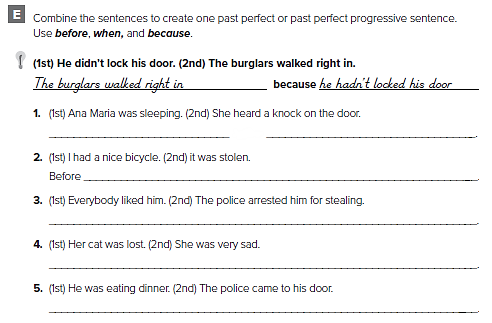 E Combine the sentences to create one past perfect or past perfect progressive sentence.
Use before, when, and because.
(1st) He didn't lock his door. (2nd) The burglars walked right in.
The burglars walked right in because he hadn't locked his door
1. (1st) Ana Maria was sleeping. (2nd) She heard a knock on the door.
2. (1st) I had a nice bicycle. (2nd) it was stolen.
Before
3. (1st) Everybody liked him. (2nd) The police arrested him for stealing.
4. (1st) Her cat was lost. (2nd) She was very sad.
5. (1st) He was eating dinner. (2nd) The police came to his door.